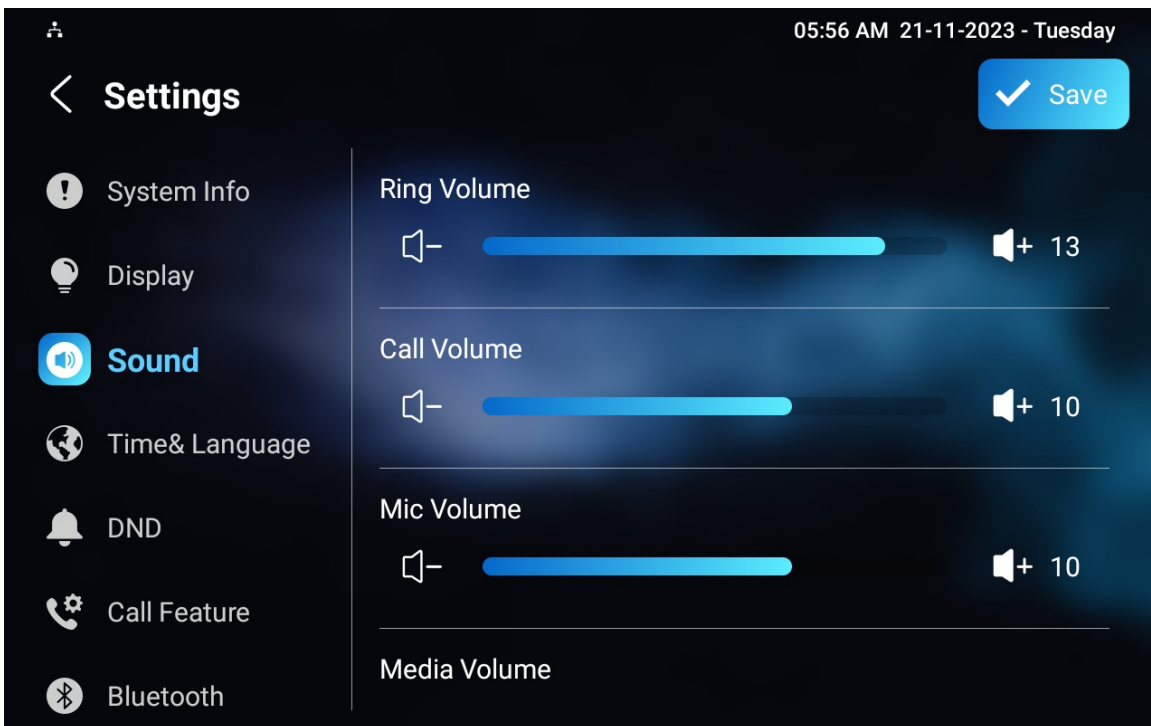 05:56 AM 21-11-2023 - Tuesday
Settings
Save
System Info
Display
Sound
Time& Language
DND
Call Feature
Bluetooth
Ring Volume
13
Call Volume
10
Mic Volume
10
Media Volume